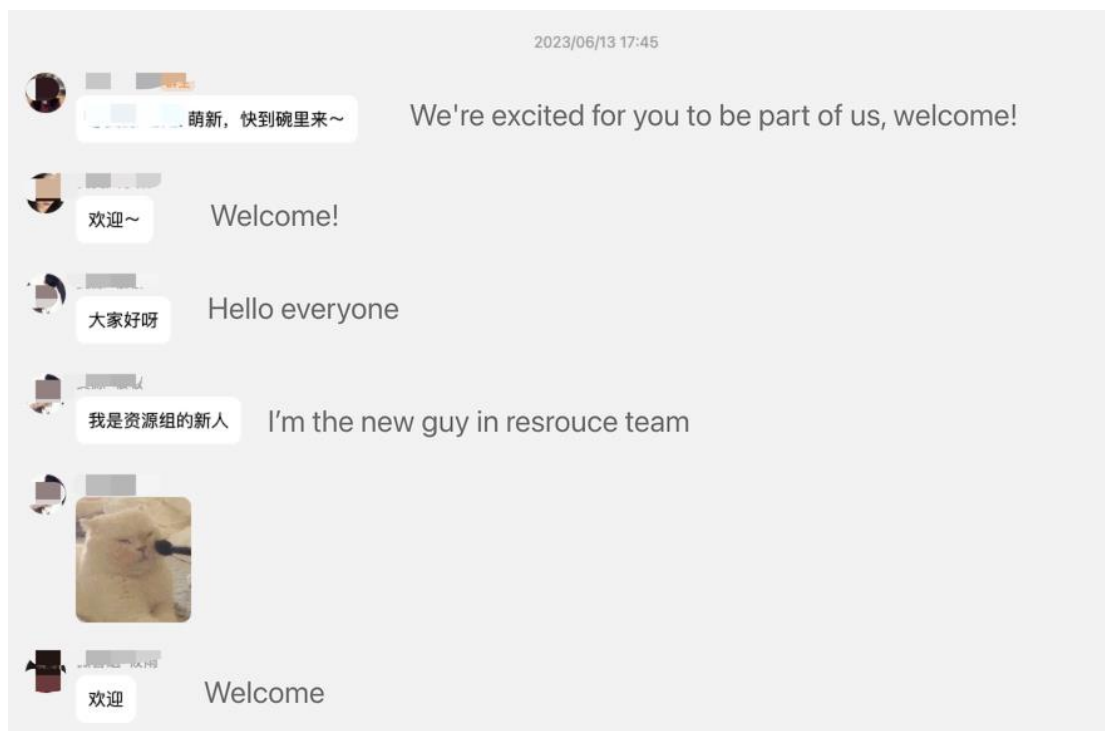 2023/06/13 17:45
萌新，快到碗里来～
We're excited for you to be part of us, welcome!
欢迎～
Welcome!
大家好呀
Hello everyone
我是资源组的新人
I'm the new guy in resrouce team
欢迎
Welcome